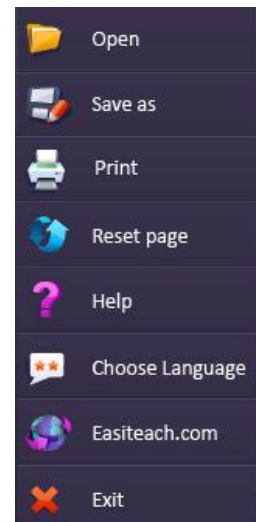 Open
Save as
Print
Reset page
Help
Choose Language
Easiteach.com
Exit